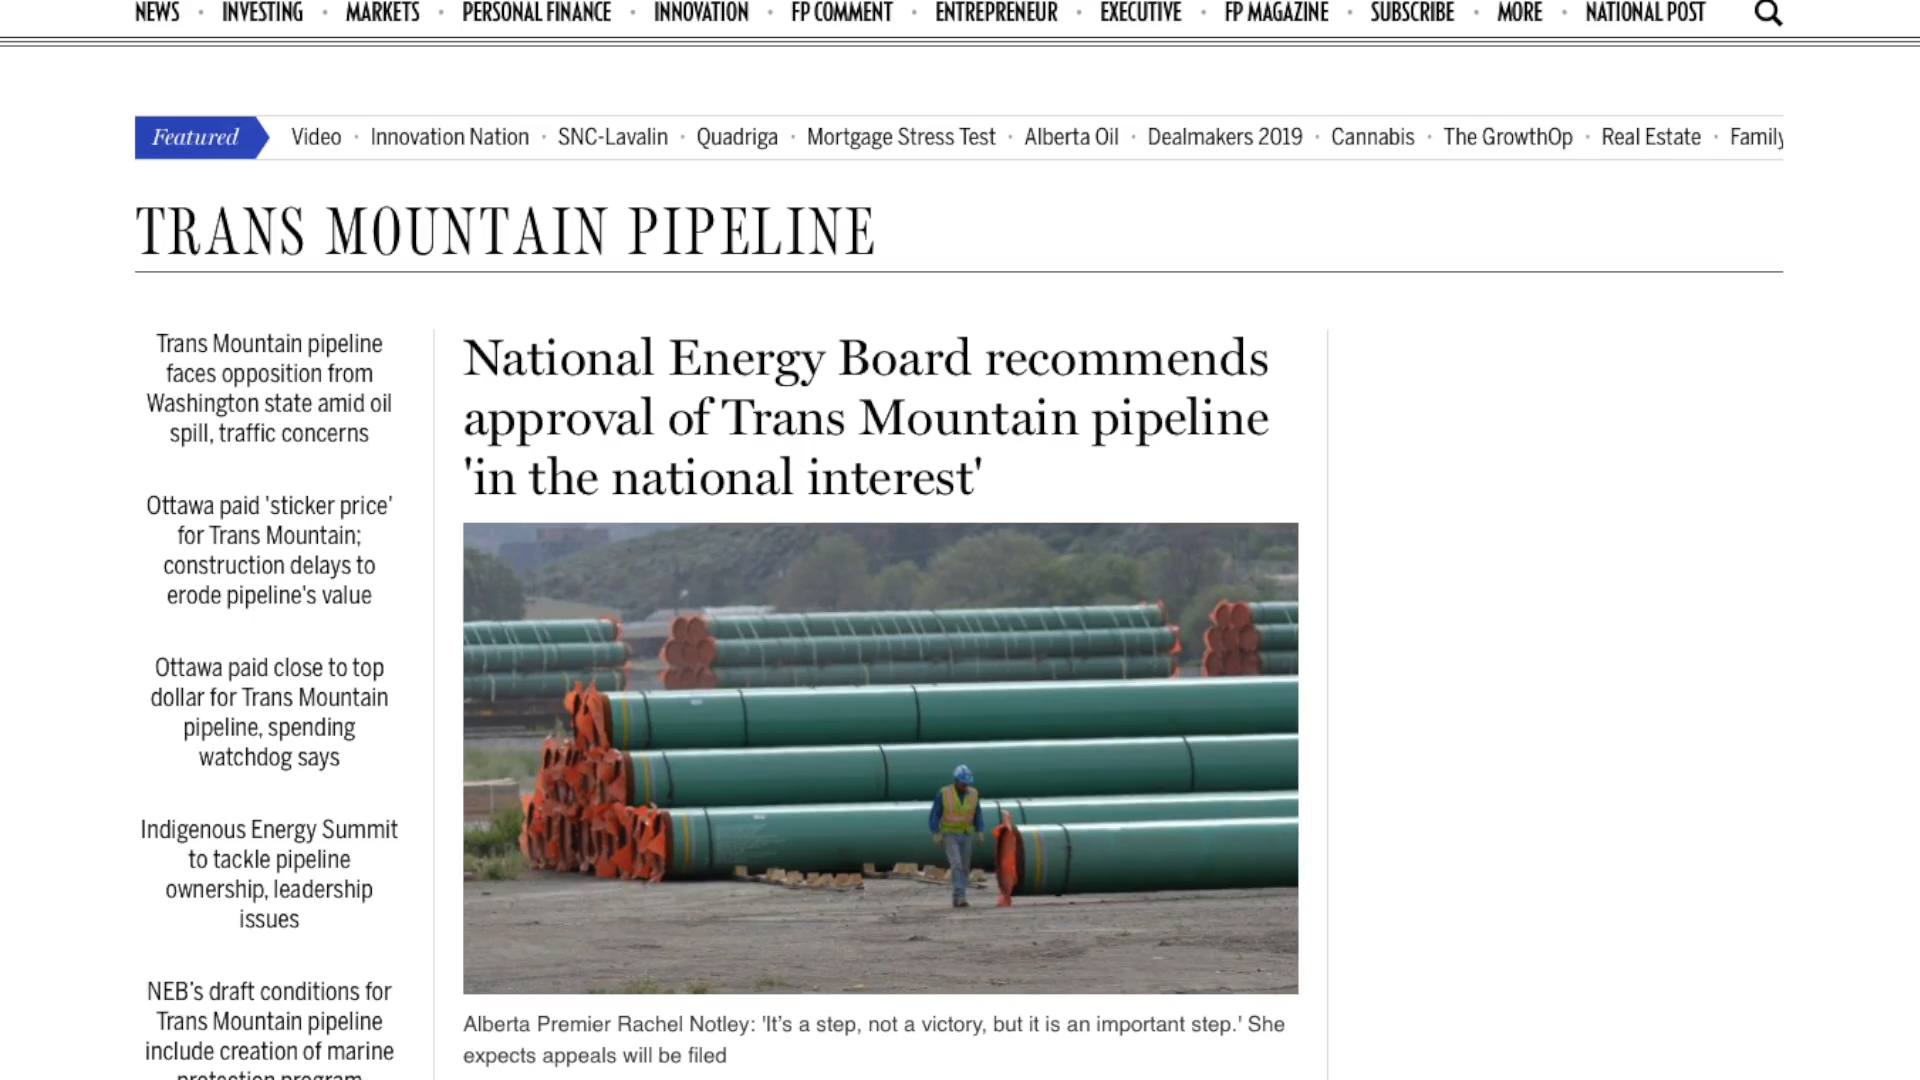 NEWS • INVESTING • MARKETS • PERSONAL FINANCE • INNOVATION • FP COMMENT • ENTREPRENEUR • EXECUTIVE • FP MAGAZINE • SUBSCRIBE • MORE • NATIONAL POST
Featured Video • Innovation Nation • SNC-Lavalin • Quadriga • Mortgage Stress Test • Alberta Oil • Dealmakers 2019 • Cannabis • The GrowthOp • Real Estate • Family
TRANS MOUNTAIN PIPELINE
Trans Mountain pipeline
faces opposition from
Washington state amid oil
spill, traffic concerns
Ottawa paid 'sticker price'
for Trans Mountain;
construction delays to
erode pipeline's value
Ottawa paid close to top
dollar for Trans Mountain
pipeline, spending
watchdog says
Indigenous Energy Summit
to tackle pipeline
ownership, leadership
issues
NEB’s draft conditions for
Trans Mountain pipeline
include creation of marine
protection program
National Energy Board recommends
approval of Trans Mountain pipeline
'in the national interest'
Alberta Premier Rachel Notley: 'It’s a step, not a victory, but it is an important step.' She
expects appeals will be filed